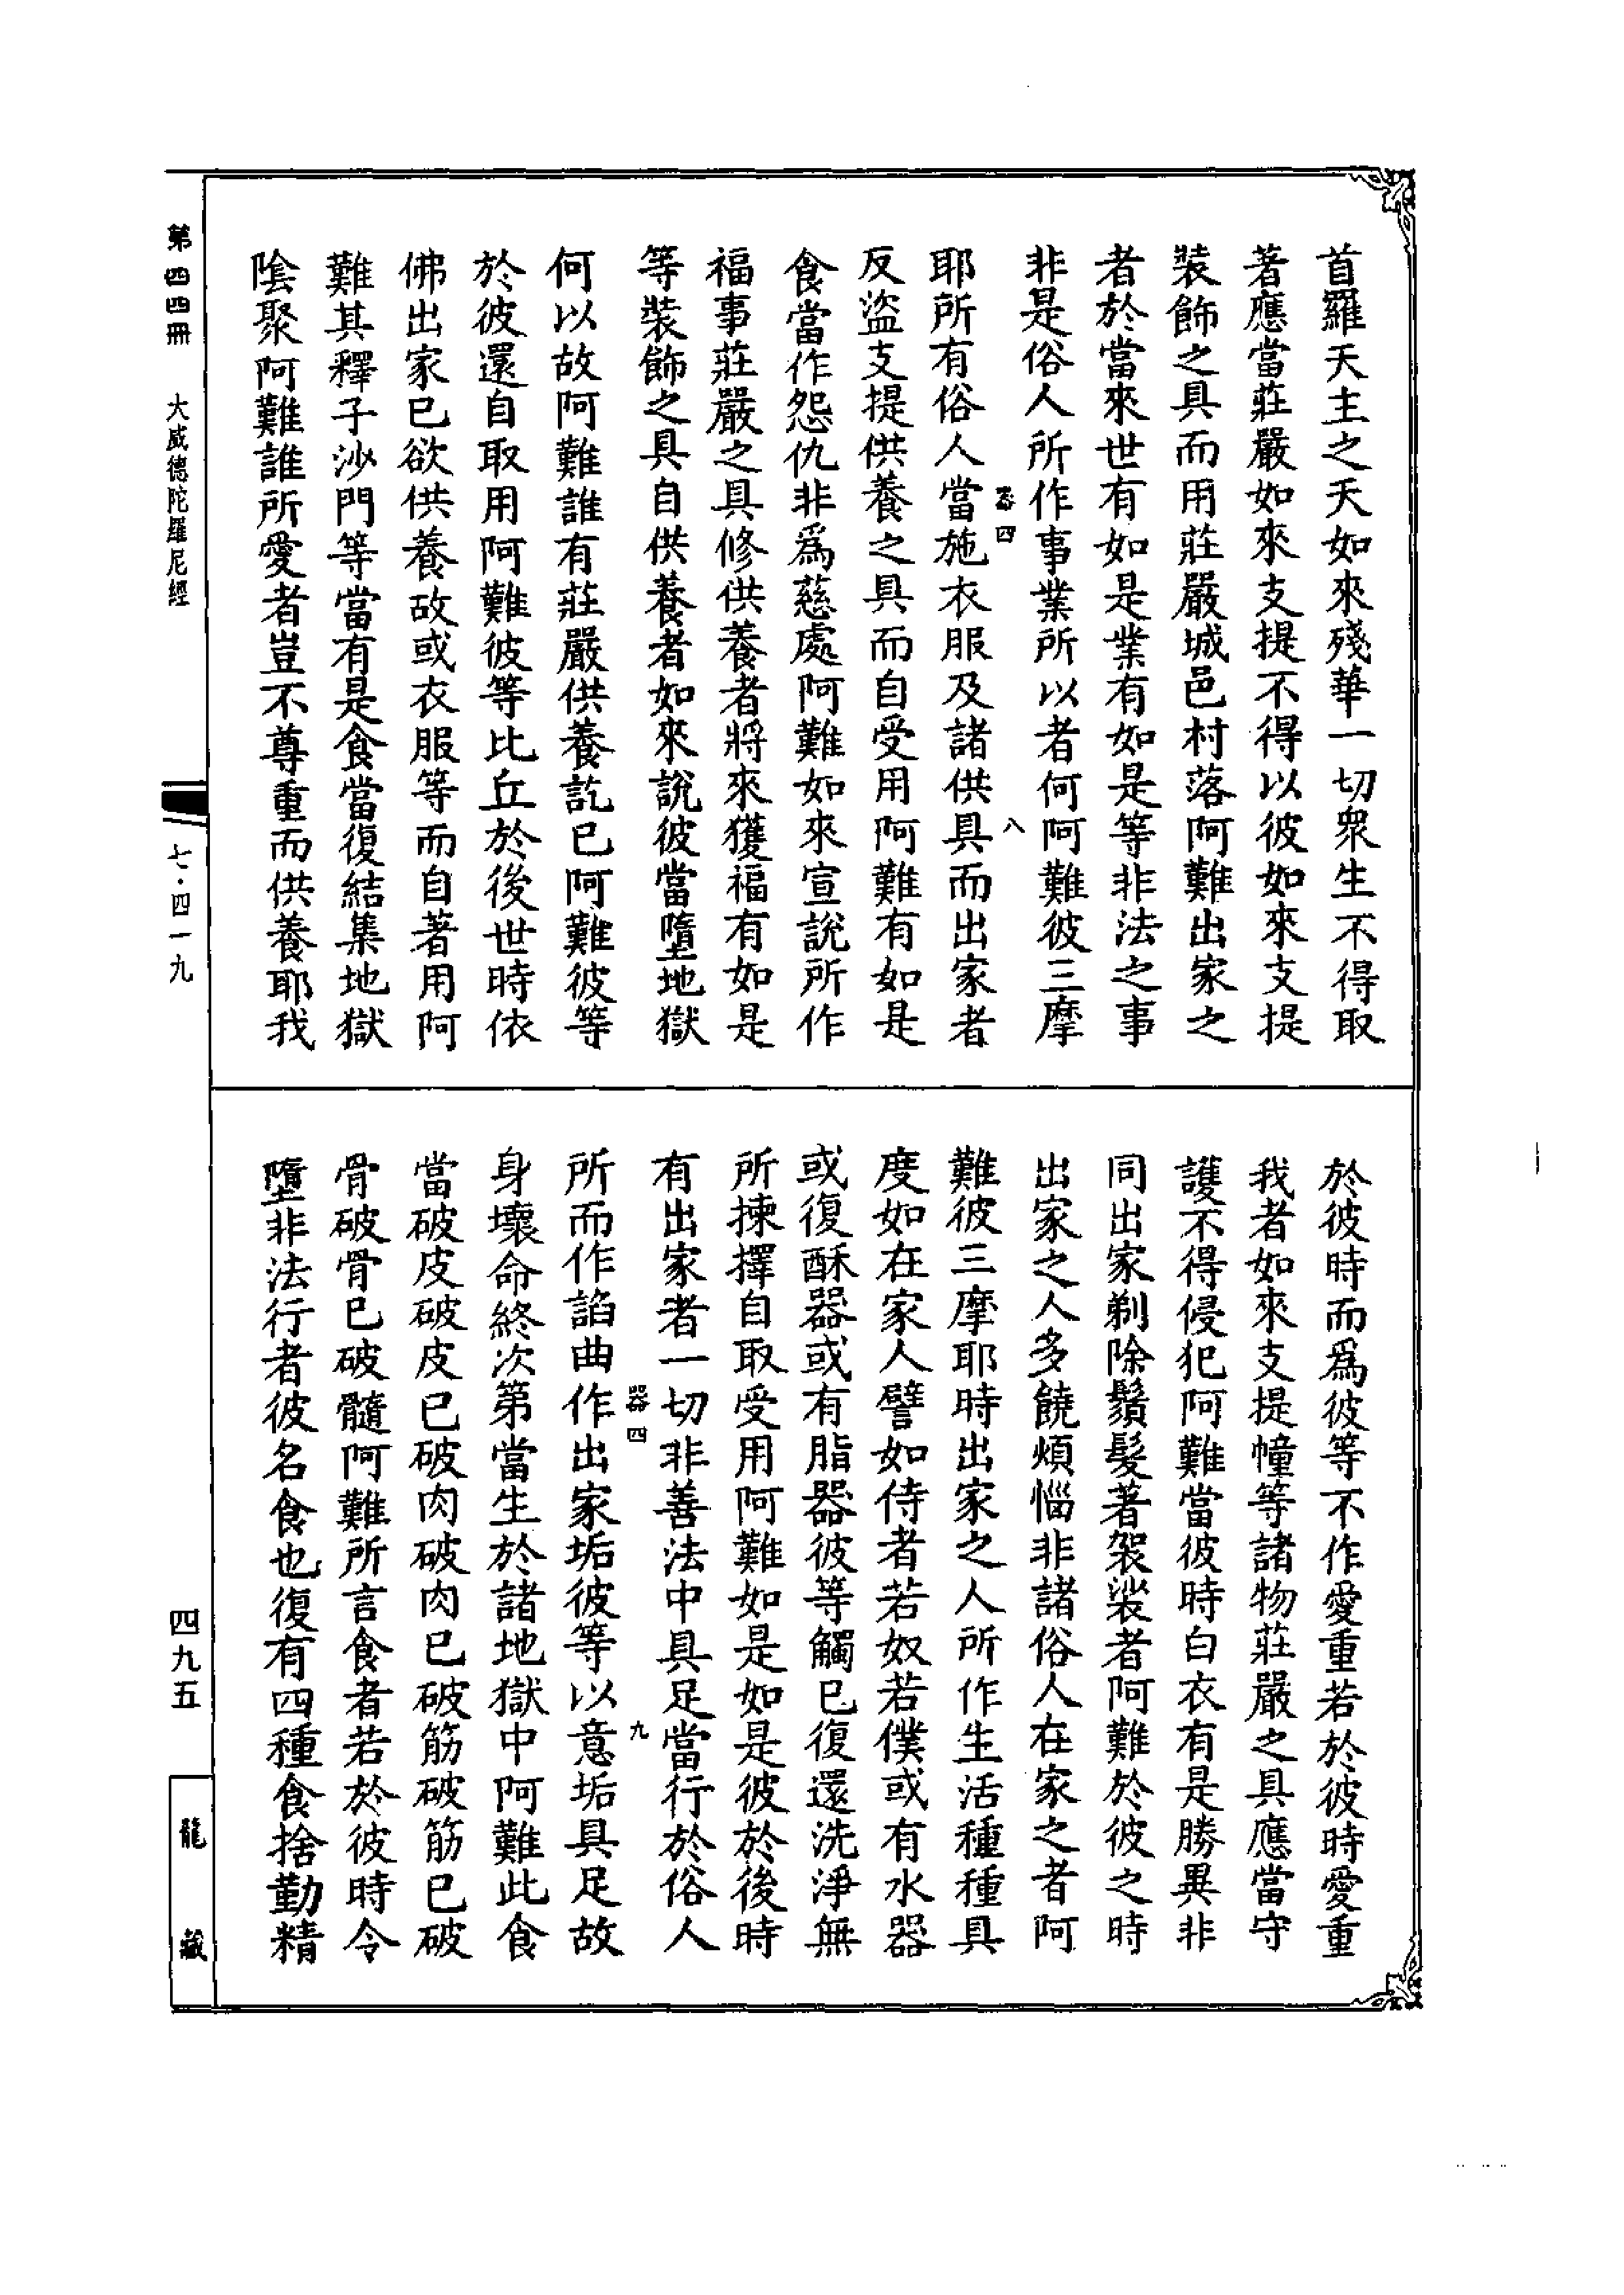 首羅天主之天如來殘華一切眾生不得取
著應當莊嚴如來支提不得以彼如來支提
裝飾之具而用莊嚴城邑村落阿難出家之
者於當來世有如是業有如是等非法之事
非是俗人所作事業所以者何阿難彼三摩
器四
八
耶所有俗人當施衣服及諸供具而出家者
反盜支提供養之具而自受用阿難有如是
食當作怨仇非為慈處阿難如來宣說所作
福事莊嚴之具修供養者將來獲福有如是
等裝飾之具自供養者如來說彼當墮地獄
何以故阿難誰有莊嚴供養訖已阿難彼等
於彼還自取用阿難彼等比丘於後世時依
佛出家已欲供養故或衣服等而自著用阿
難其釋子沙門等當有是食當復結集地獄
陰聚阿難誰所愛者豈不尊重而供養耶我
於彼時而為彼等不作愛重若於彼時愛重
我者如來支提幢等諸物莊嚴之具應當守
護不得侵犯阿難當彼時白衣有是勝異非
同出家剃除鬚髮著袈裟者阿難於彼之時
出家之人多饒煩惱非諸俗人在家之者阿
難彼三摩耶時出家之人所作生活種種具
度如在家人譬如侍者若奴若僕或有水器
或復酥器或有脂器彼等觸已復還洗淨無
所揀擇自取受用阿難如是如是彼於後時
有出家者一切非善法中具足當行於俗人
器四
九
所而作諂曲作出家垢彼等以意垢具足故
身壞命終次第當生於諸地獄中阿難此食
當破皮破皮已破肉破肉已破筋破筋已破
骨破骨已破髓阿難所言食者若於彼時令
墮非法行者彼名食也復有四種食捨勤精
第四四冊 大威德陀羅尼經
七·四一九
四九五
龍藏